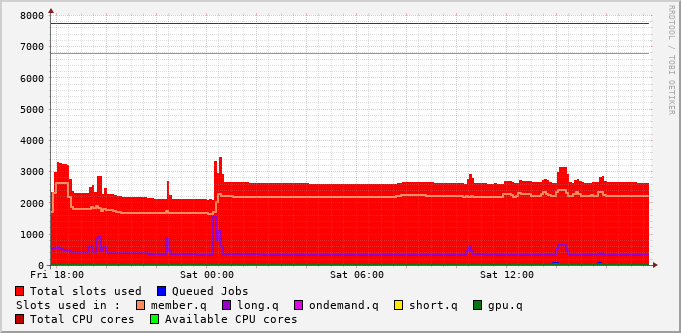 8000
7000
6000
5000
4000
3000
2000
1000
0
Fri 18:00 Sat 00:00 Sat 06:00 Sat 12:00
RRDTOOL / TOBI OETIKER
Total slots used Queued Jobs
Slots used in : member.q long.q ondemand.q short.q gpu.q
Total CPU cores Available CPU cores